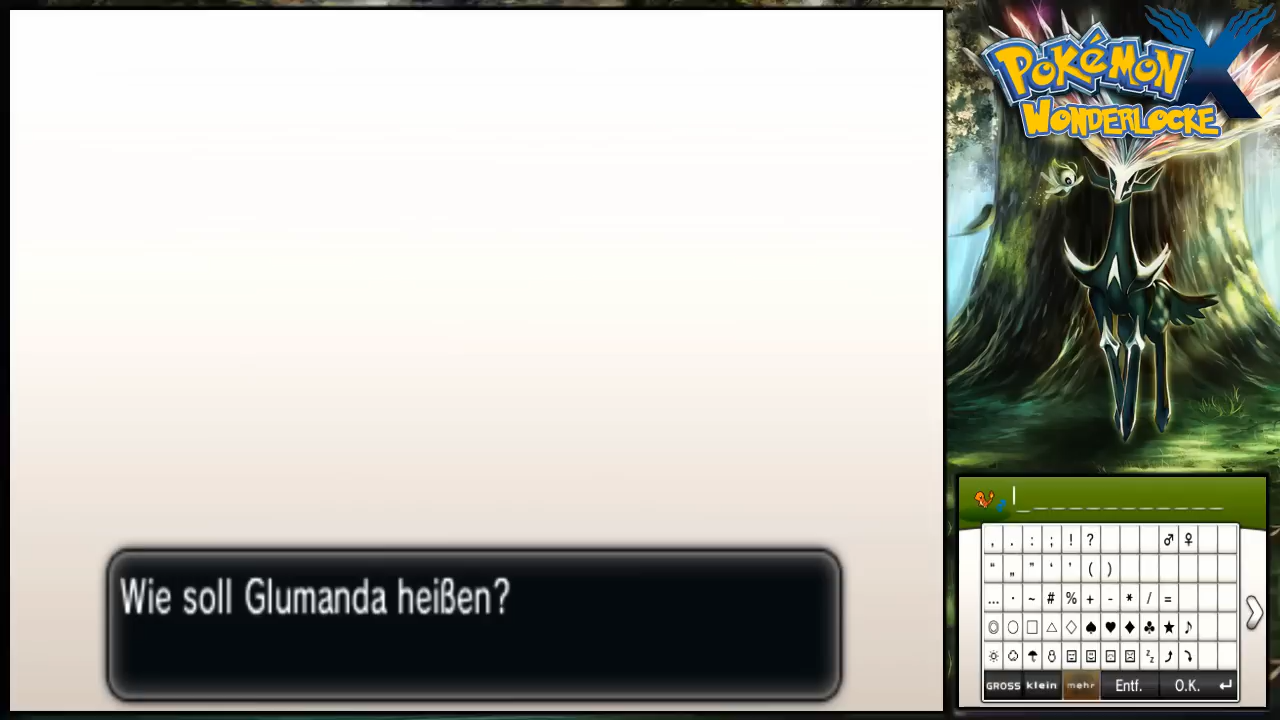 POKÉMON X
WONDERLOCKE
Wie soll Glumanda heißen?
, . : ; ! ? ♂ ♀
“ „ ” ‘ ’ ( )
… · ~ # % + - * / =
◎ ○ □ △ ◇ ♠ ♥ ♦ ♣ ★ ♪
GROSS klein mehr Entf. O.K.